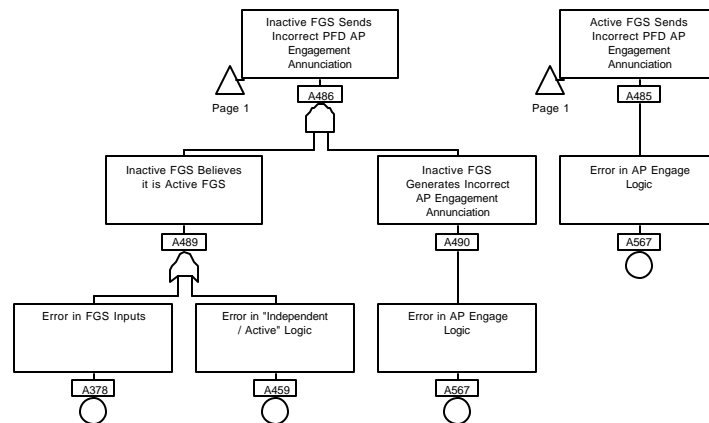 Inactive FGS Sends
Incorrect PFD AP
Engagement
Annunciation
Page 1
A486
Active FGS Sends
Incorrect PFD AP
Engagement
Annunciation
Page 1
A485
Inactive FGS Believes
it is Active FGS
A489
Inactive FGS
Generates Incorrect
AP Engagement
Annunciation
A490
Error in AP Engage
Logic
A567
Error in FGS Inputs
A378
Error in "Independent
/ Active" Logic
A459
Error in AP Engage
Logic
A567